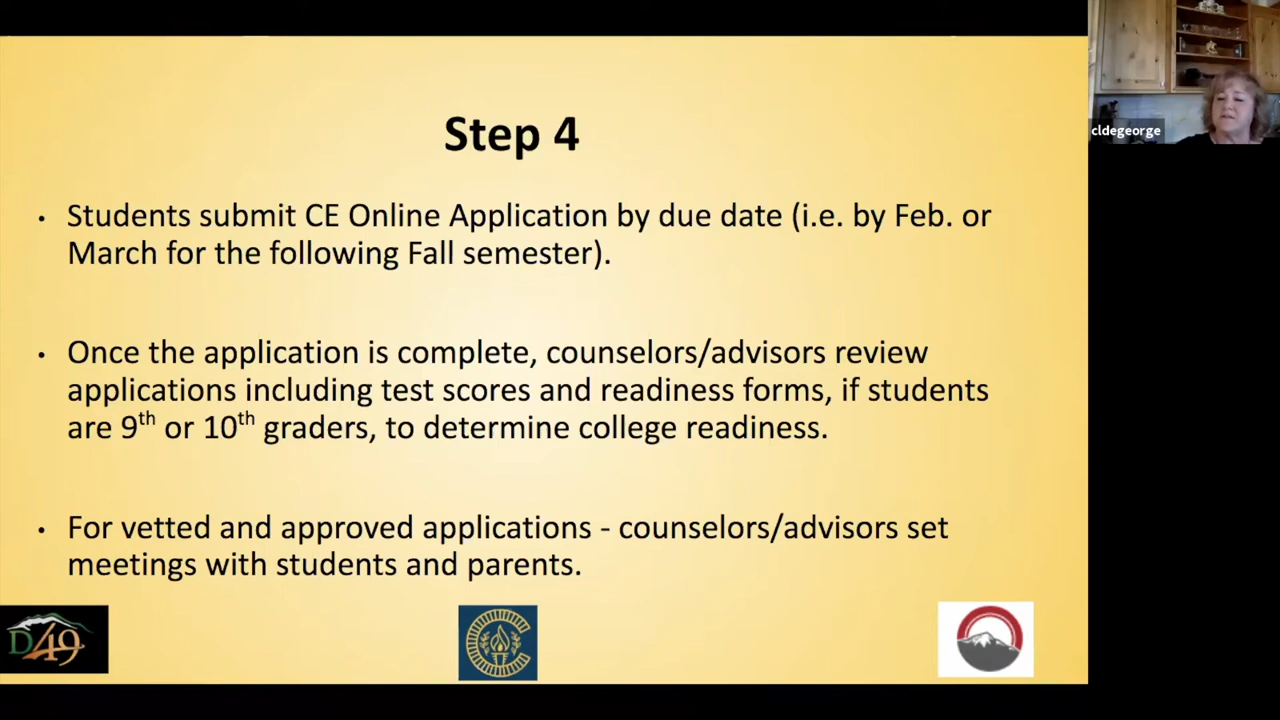 Step 4
• Students submit CE Online Application by due date (i.e. by Feb. or
March for the following Fall semester).
• Once the application is complete, counselors/advisors review
applications including test scores and readiness forms, if students
are 9th or 10th graders, to determine college readiness.
• For vetted and approved applications - counselors/advisors set
meetings with students and parents.
D49
cldegeorge